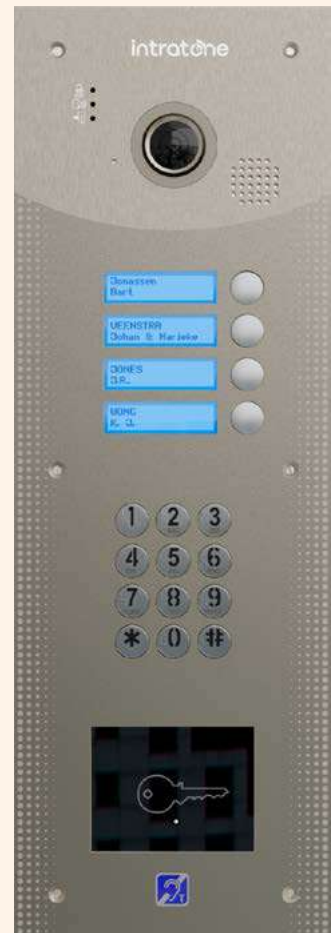 intratone
Jonassen
Bart
VEENSTRA
Johan & Marieke
JONES
J.R.
WONG
K. J.
1 2 3
4 5 6
7 8 9
* 0 #
T